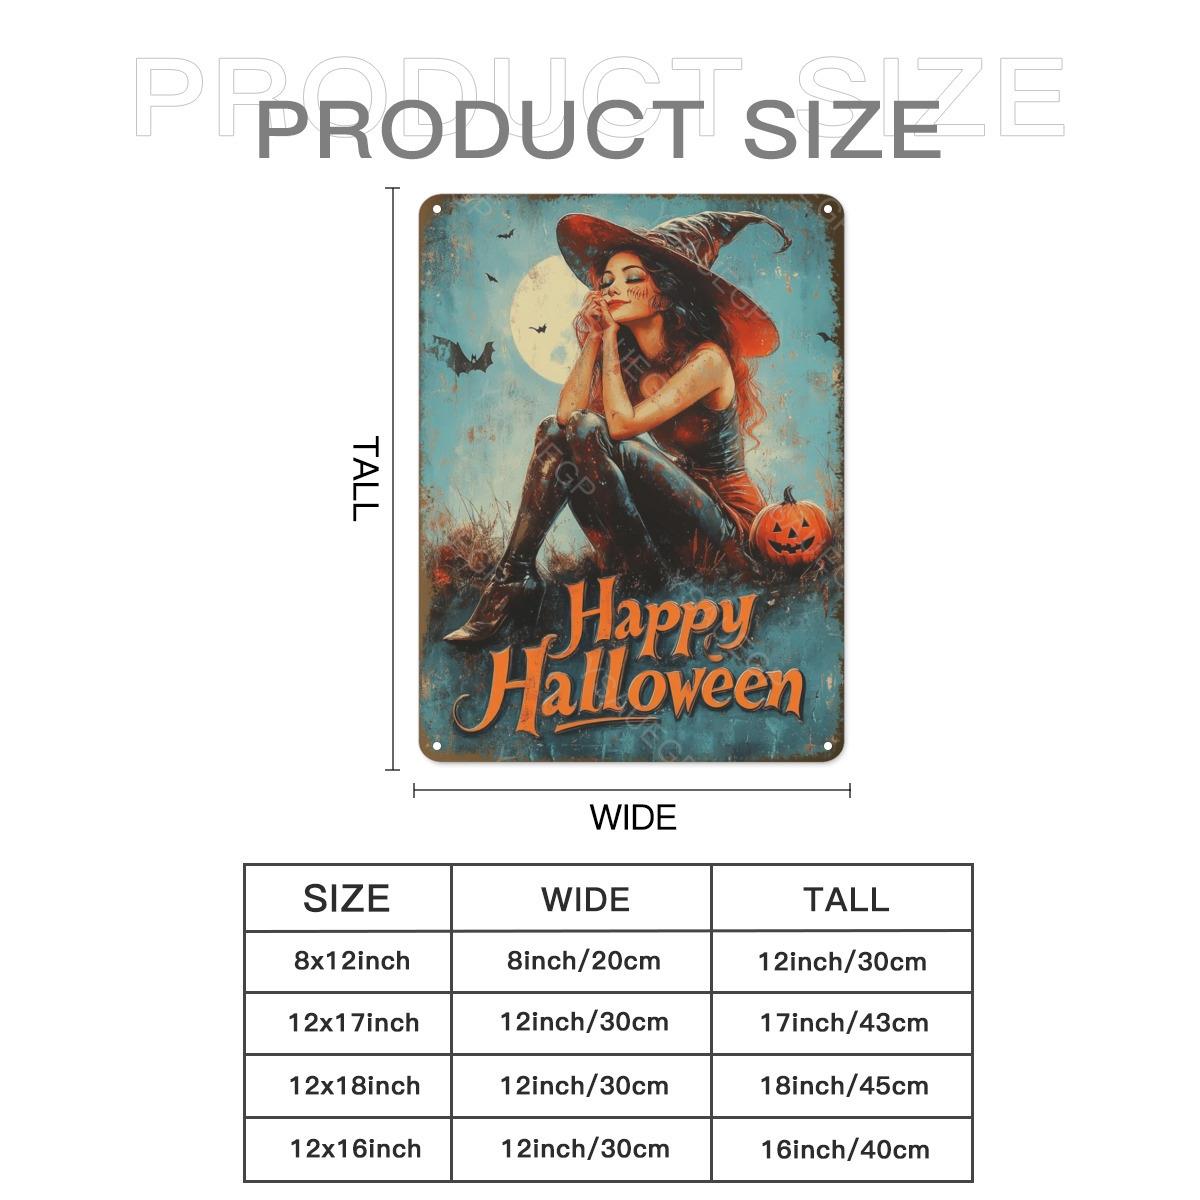 PRODUCT SIZE
PRODUCT SIZE
TALL
Happy
Halloween
WIDE
SIZE WIDE TALL
8x12inch 8inch/20cm 12inch/30cm
12x17inch 12inch/30cm 17inch/43cm
12x18inch 12inch/30cm 18inch/45cm
12x16inch 12inch/30cm 16inch/40cm